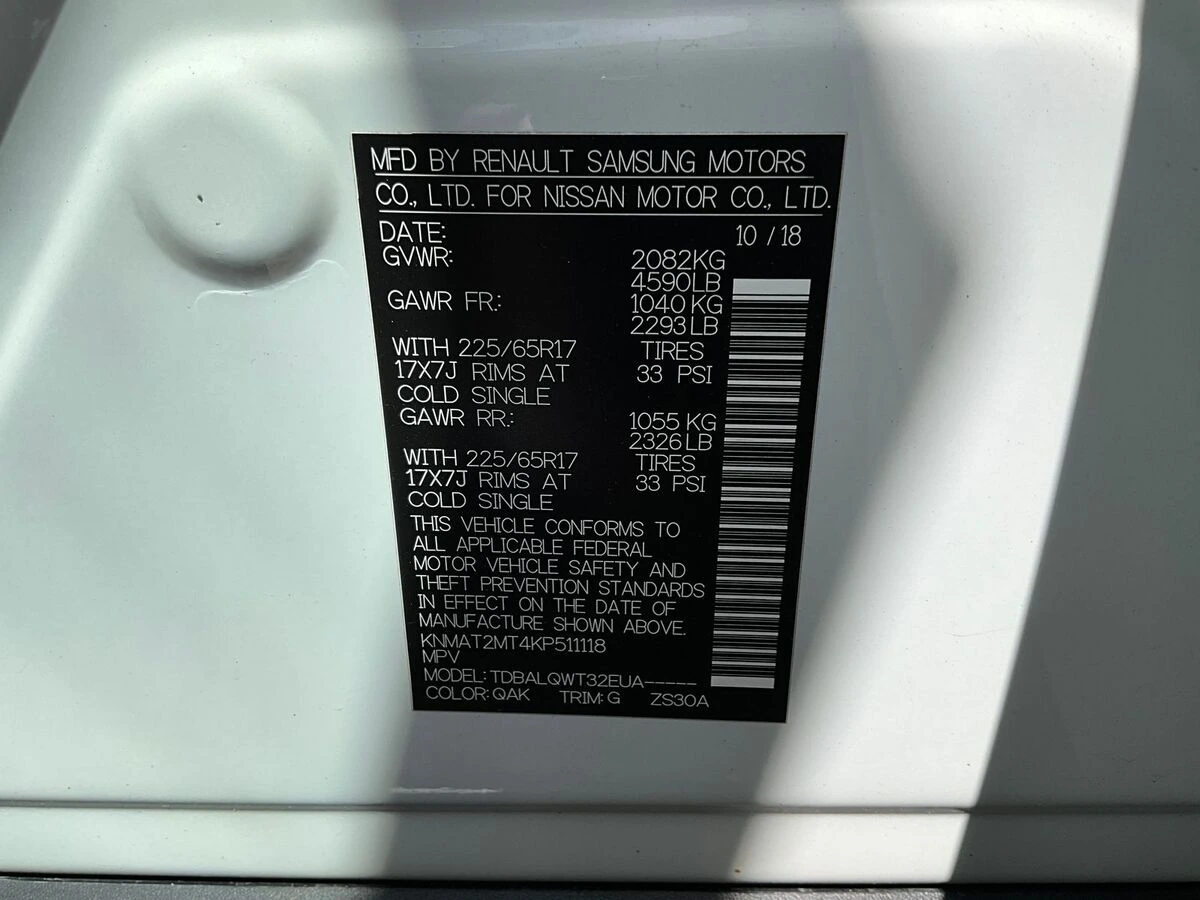 MFD BY RENAULT SAMSUNG MOTORS
CO., LTD. FOR NISSAN MOTOR CO., LTD.
DATE: 10 / 18
GVWR: 2082KG
4590LB
GAWR FR.: 1040 KG
2293 LB
WITH 225/65R17 TIRES
17X7J RIMS AT 33 PSI
COLD SINGLE
GAWR RR.: 1055 KG
2326 LB
WITH 225/65R17 TIRES
17X7J RIMS AT 33 PSI
COLD SINGLE
THIS VEHICLE CONFORMS TO
ALL APPLICABLE FEDERAL
MOTOR VEHICLE SAFETY AND
THEFT PREVENTION STANDARDS
IN EFFECT ON THE DATE OF
MANUFACTURE SHOWN ABOVE.
KNMAT2MT4KP511118
MPV
MODEL: TDBALQWT32EUA-----
COLOR: QAK TRIM: G ZS30A